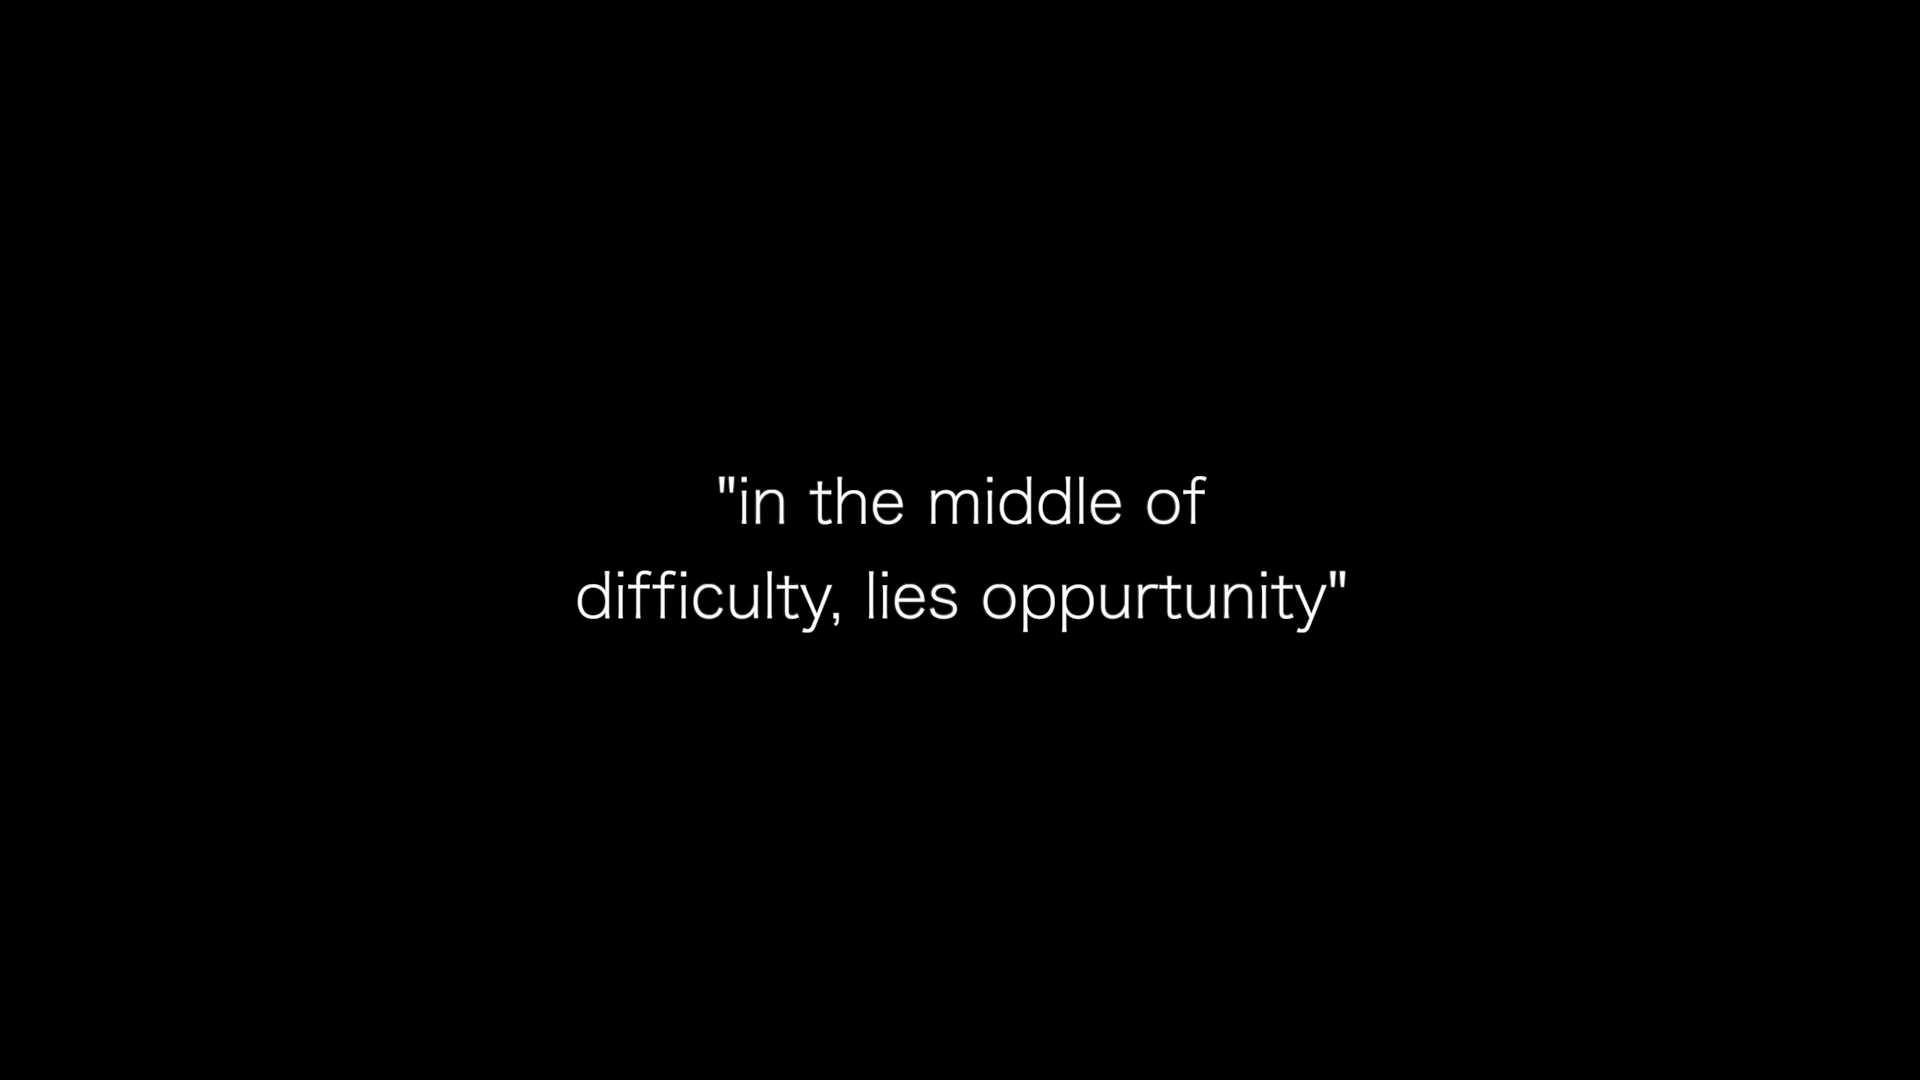 "in the middle of
difficulty, lies oppurtunity"